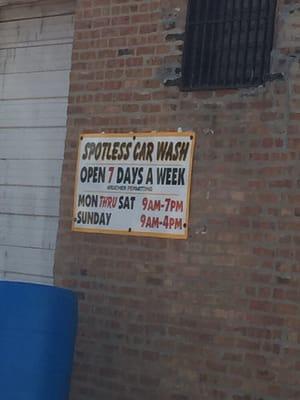 SPOTLESS CAR WASH
OPEN 7 DAYS A WEEK
WEATHER PERMITTING
MON THRU SAT 9AM-7PM
SUNDAY 9AM-4PM